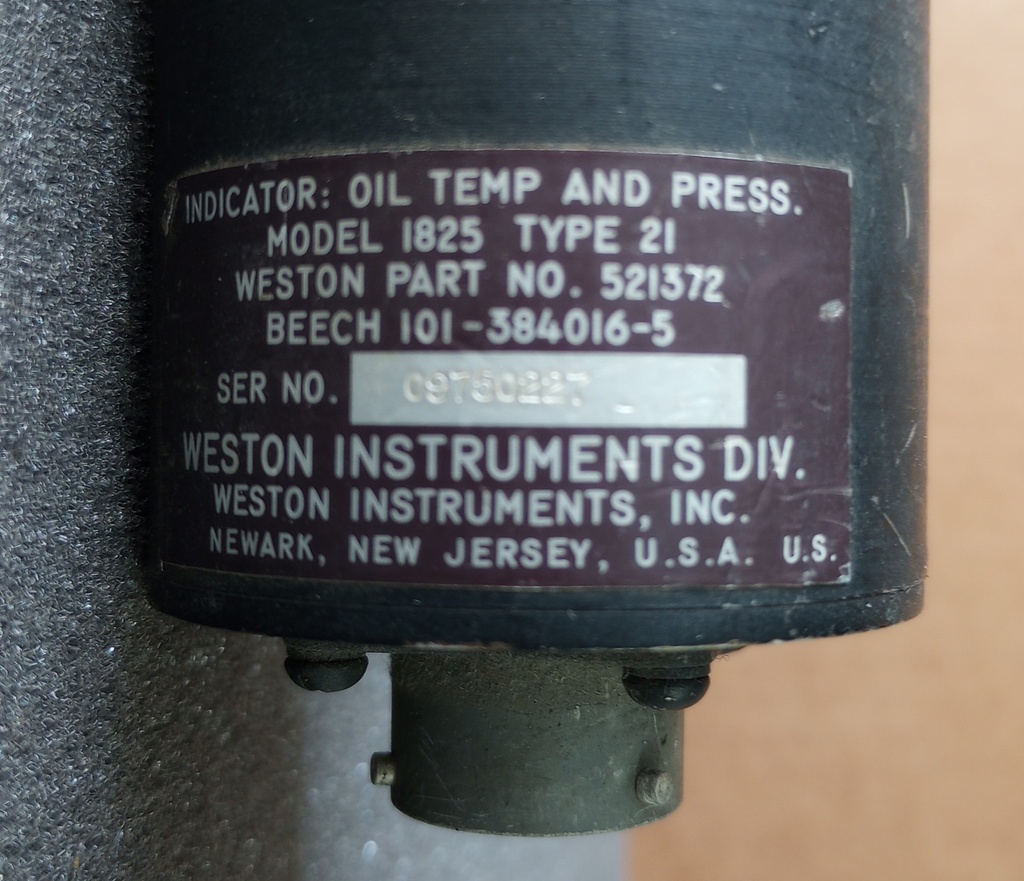 INDICATOR: OIL TEMP AND PRESS.
MODEL 1825 TYPE 21
WESTON PART NO. 521372
BEECH 101-384016-5
SER NO. 09750227
WESTON INSTRUMENTS DIV.
WESTON INSTRUMENTS, INC.
NEWARK, NEW JERSEY, U.S.A. U.S.